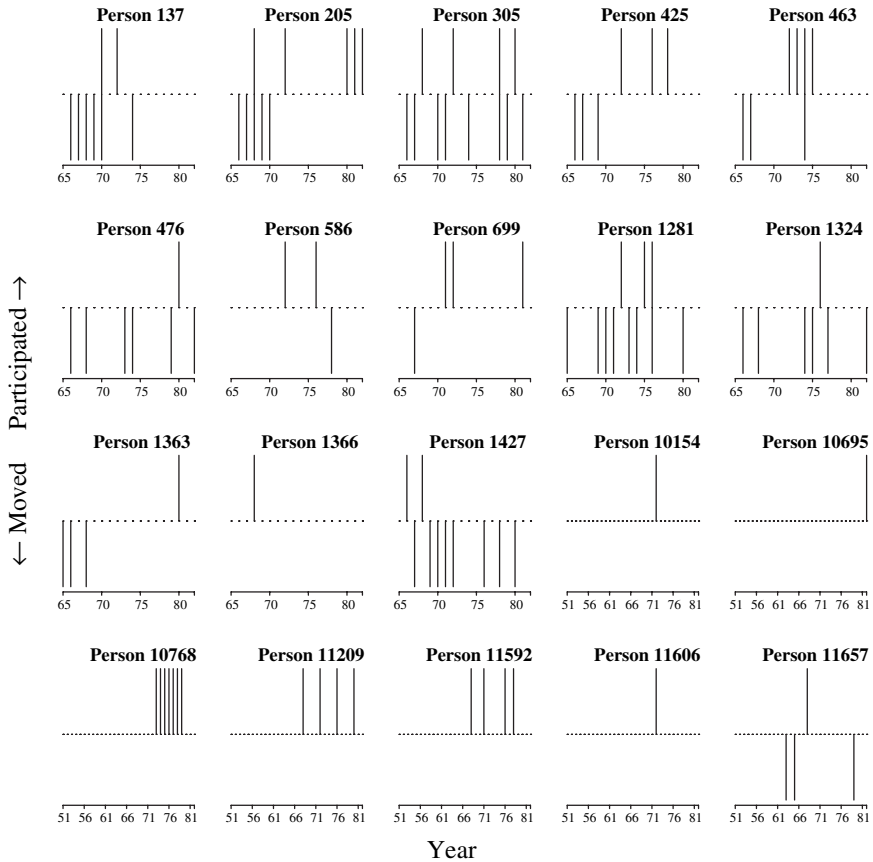 Person 137 Person 205 Person 305 Person 425 Person 463
65 70 75 80 65 70 75 80 65 70 75 80 65 70 75 80 65 70 75 80
Person 476 Person 586 Person 699 Person 1281 Person 1324
65 70 75 80 65 70 75 80 65 70 75 80 65 70 75 80 65 70 75 80
← Moved Participated →
Person 1363 Person 1366 Person 1427 Person 10154 Person 10695
65 70 75 80 65 70 75 80 65 70 75 80 51 56 61 66 71 76 81 51 56 61 66 71 76 81
Person 10768 Person 11209 Person 11592 Person 11606 Person 11657
51 56 61 66 71 76 81 51 56 61 66 71 76 81 51 56 61 66 71 76 81 51 56 61 66 71 76 81 51 56 61 66 71 76 81
Year